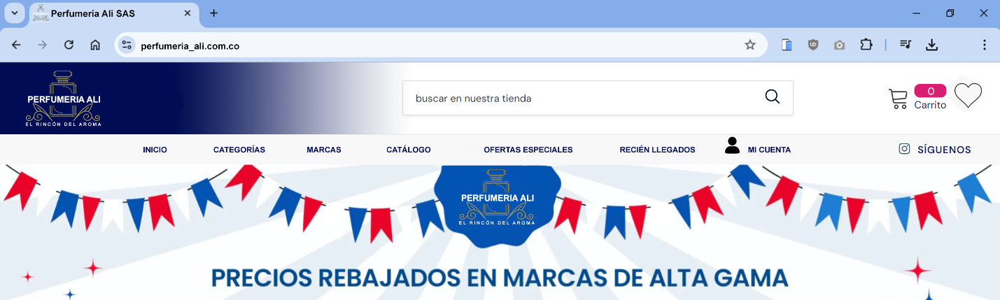 Perfumería Ali SAS
perfumeria_ali.com.co
PERFUMERIA ALI
EL RINCÓN DEL AROMA
buscar en nuestra tienda
0
Carrito
INICIO CATEGORÍAS MARCAS CATÁLOGO OFERTAS ESPECIALES RECIÉN LLEGADOS MI CUENTA SÍGUENOS
PERFUMERIA ALI
EL RINCÓN DEL AROMA
PRECIOS REBAJADOS EN MARCAS DE ALTA GAMA